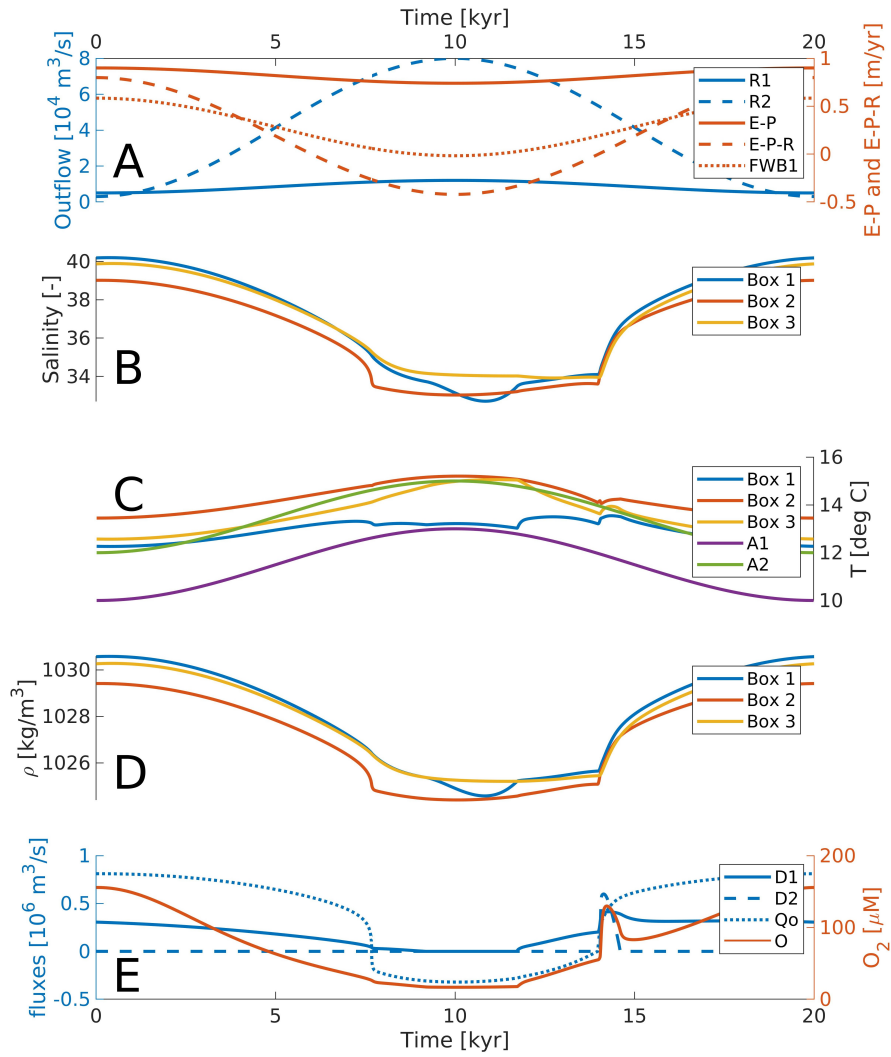 Time [kyr]
0 5 10 15 20
Outflow [10⁴ m³/s]
8
6
4
2
0
A
R1
R2
E-P
E-P-R
FWB1
1
0.5
0
-0.5
E-P and E-P-R [m/yr]
Salinity [-]
40
38
36
34
B
Box 1
Box 2
Box 3
C
Box 1
Box 2
Box 3
A1
A2
16
14
12
10
T [deg C]
ρ [kg/m³]
1030
1028
1026
D
Box 1
Box 2
Box 3
fluxes [10⁶ m³/s]
1
0.5
0
-0.5
E
D1
D2
Qo
O
200
100
0
O₂ [μM]
0 5 10 15 20
Time [kyr]